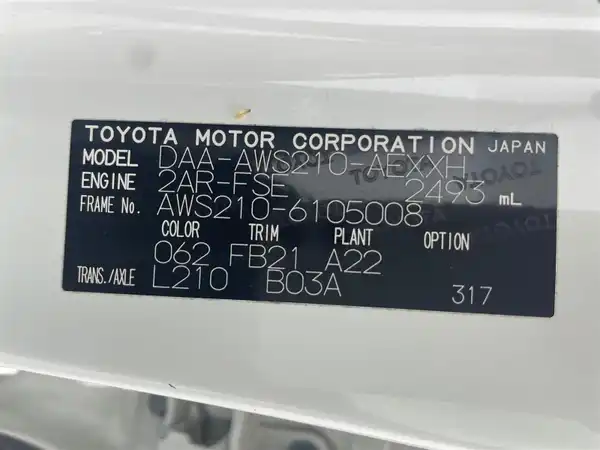 TOYOTA MOTOR CORPORATION JAPAN
MODEL DAA-AWS210-AEXXH
ENGINE 2AR-FSE 2493 mL
FRAME No. AWS210-6105008
COLOR TRIM PLANT OPTION
062 FB21 A22
TRANS./AXLE L210 B03A 317